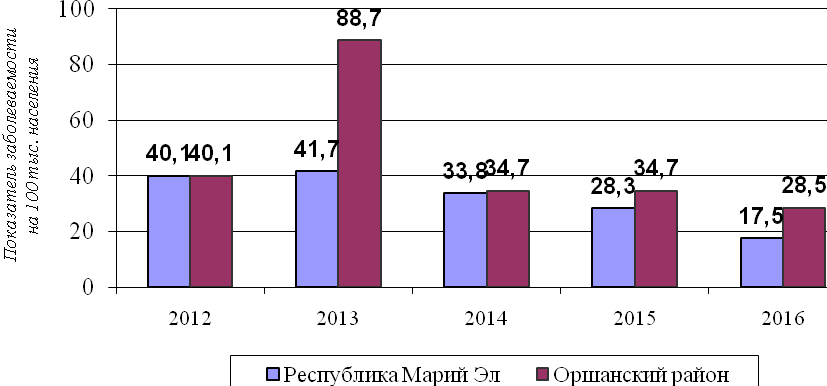 Показатель заболеваемости
на 100 тыс. населения
100
80
60
40
20
0
40,1 40,1
41,7 88,7
33,8 34,7
28,3 34,7
17,5 28,5
2012 2013 2014 2015 2016
Республика Марий Эл Оршанский район